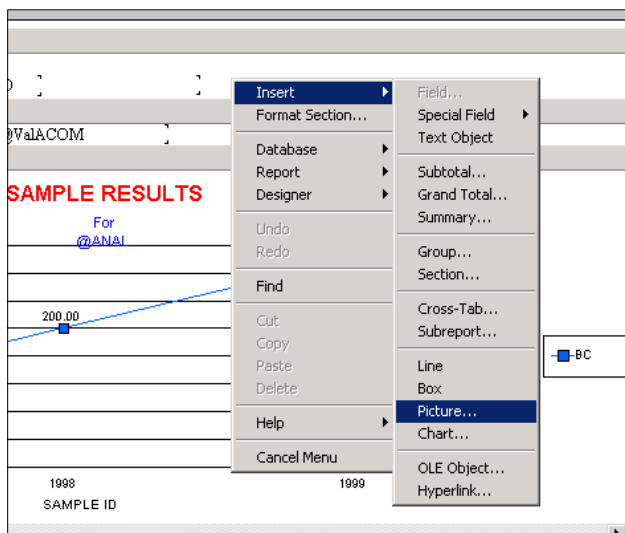 @ValACOM
SAMPLE RESULTS
For
@ANAL
200.00
1998
1999
SAMPLE ID
BC
Insert
Format Section...
Database
Report
Designer
Undo
Redo
Find
Cut
Copy
Paste
Delete
Help
Cancel Menu
Field...
Special Field
Text Object
Subtotal...
Grand Total...
Summary...
Group...
Section...
Cross-Tab...
Subreport...
Line
Box
Picture...
Chart...
OLE Object...
Hyperlink...